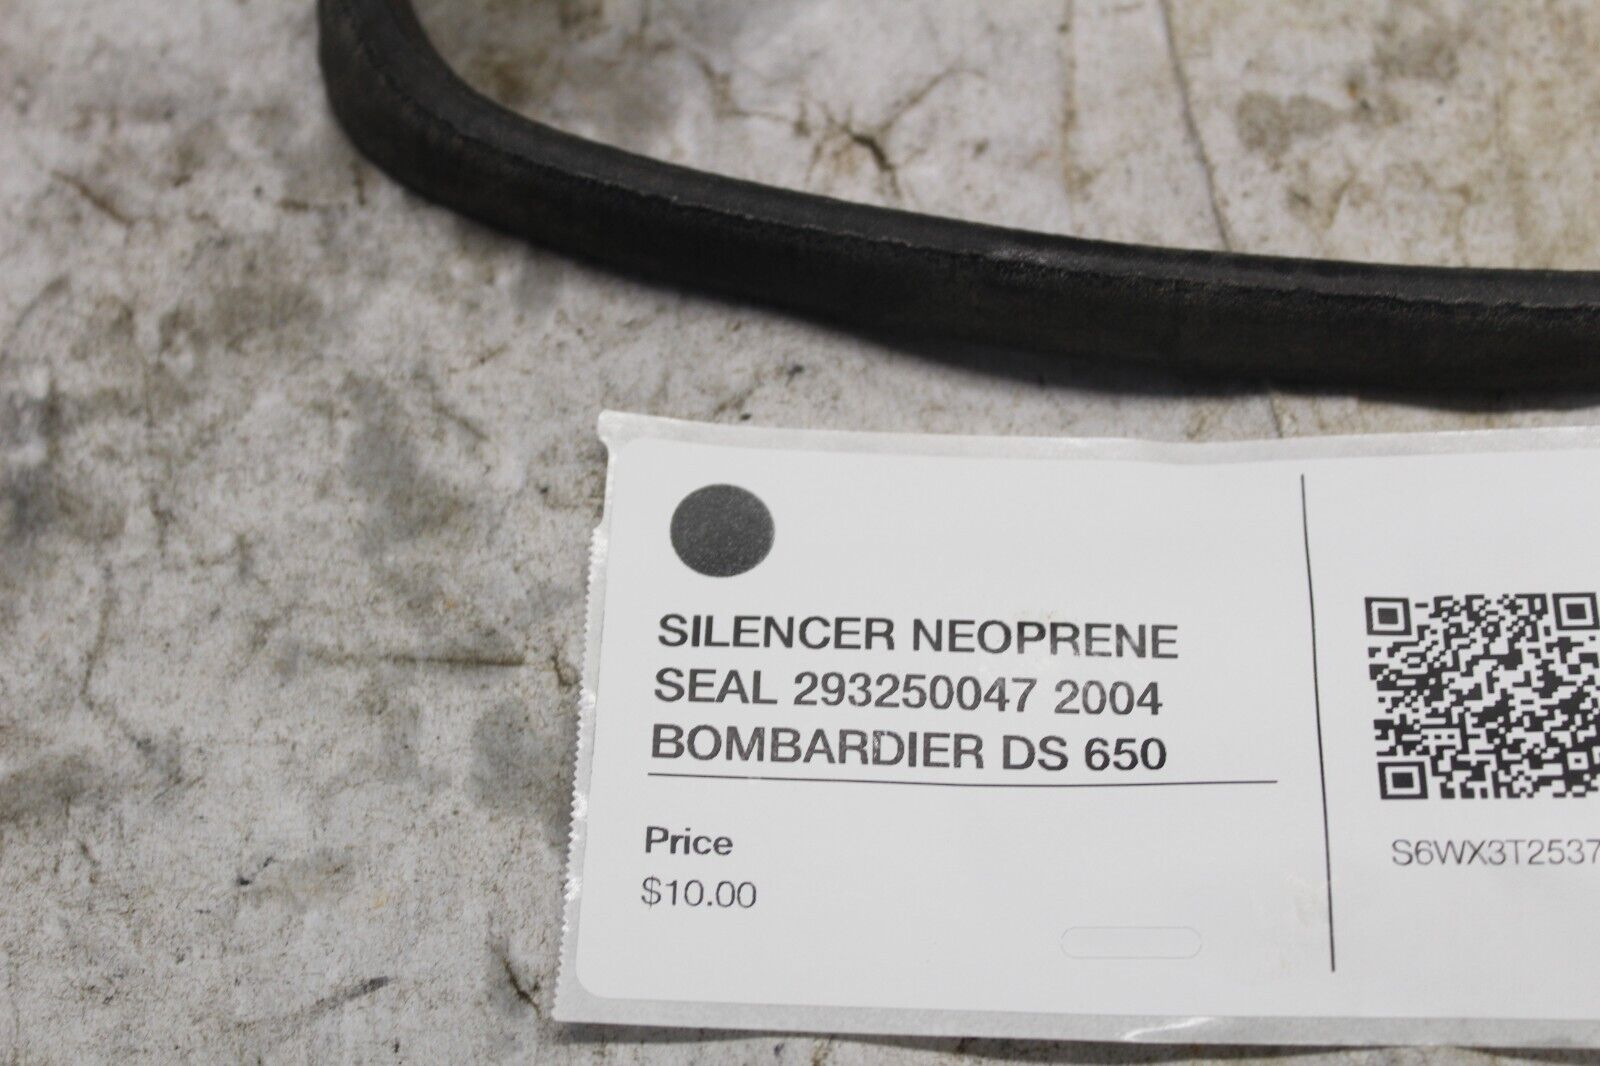 SILENCER NEOPRENE
SEAL 293250047 2004
BOMBARDIER DS 650
Price
$10.00
S6WX3T2537